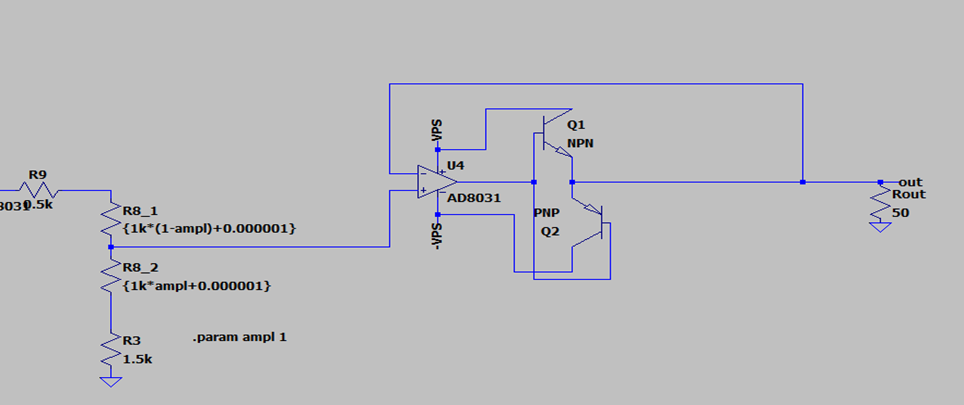 VPS
Q1
NPN
U4
R9
AD8031
out
Rout
0.5k
R8_1
PNP
50
{1k*(1-ampl)+0.000001}
Q2
-VPS
R8_2
{1k*ampl+0.000001}
R3
.param ampl 1
1.5k